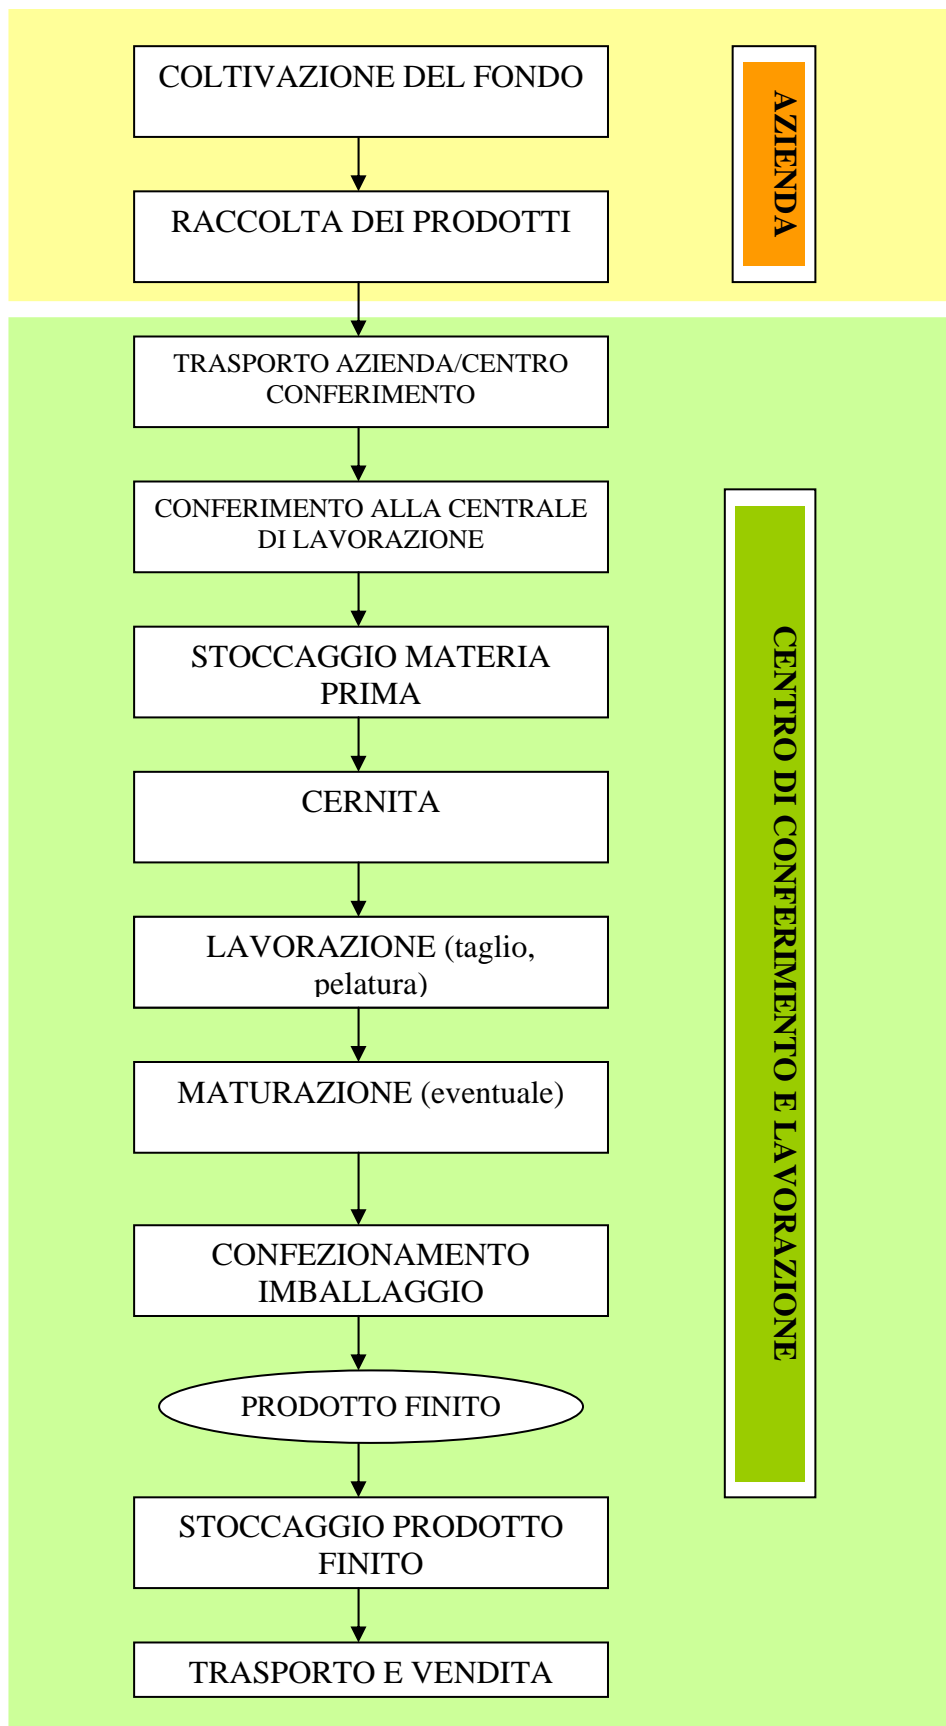 COLTIVAZIONE DEL FONDO
AZIENDA
RACCOLTA DEI PRODOTTI
TRASPORTO AZIENDA/CENTRO
CONFERIMENTO
CONFERIMENTO ALLA CENTRALE
DI LAVORAZIONE
CENTRO DI CONFERIMENTO E LAVORAZIONE
STOCCAGGIO MATERIA
PRIMA
CERNITA
LAVORAZIONE (taglio,
pelatura)
MATURAZIONE (eventuale)
CONFEZIONAMENTO
IMBALLAGGIO
PRODOTTO FINITO
STOCCAGGIO PRODOTTO
FINITO
TRASPORTO E VENDITA